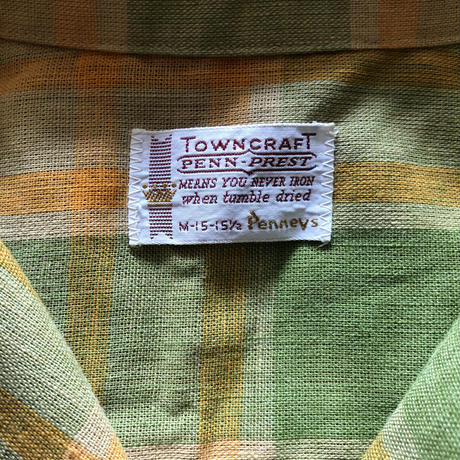 TOWNCRAFT
PENN-PREST
MEANS YOU NEVER IRON
when tumble dried
M-15-15½ Penneys